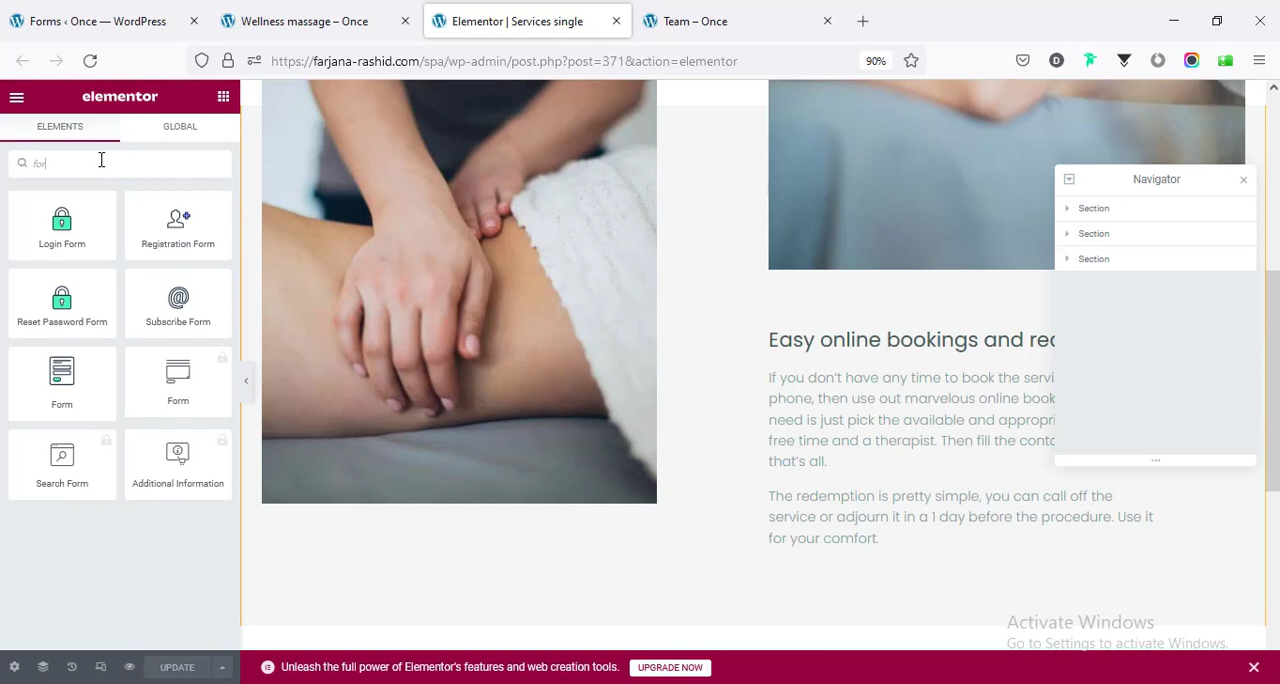 Forms ‹ Once — WordPress
Wellness massage – Once
Elementor | Services single
Team – Once
https://farjana-rashid.com/spa/wp-admin/post.php?post=371&action=elementor
90%
elementor
ELEMENTS
GLOBAL
for
Login Form
Registration Form
Reset Password Form
Subscribe Form
Form
Form
Search Form
Additional Information
UPDATE
Navigator
Section
Section
Section
Easy online bookings and
If you don't have any time to book the
phone, then use out marvelous online
need is just pick the available and
free time and a therapist. Then fill the
that's all.
The redemption is pretty simple, you can call off the
service or adjourn it in a 1 day before the procedure. Use it
for your comfort.
Activate Windows
Go to Settings to activate Windows.
Unleash the full power of Elementor's features and web creation tools.
UPGRADE NOW